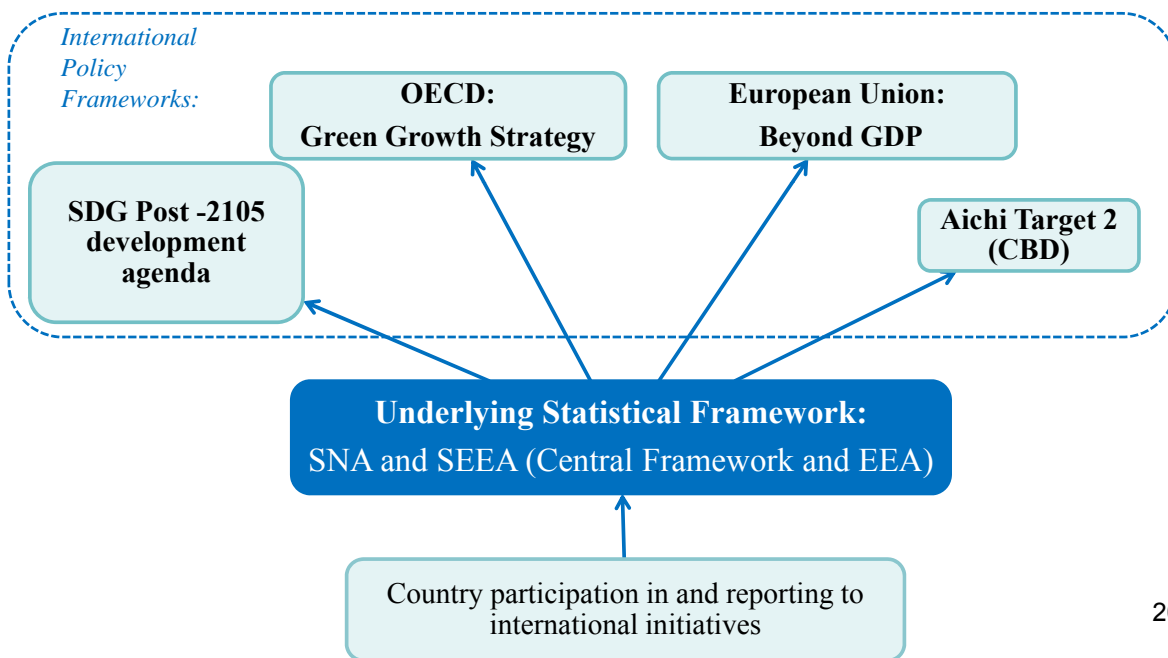 International
Policy
Frameworks:
OECD:
Green Growth Strategy
European Union:
Beyond GDP
SDG Post -2105
development
agenda
Aichi Target 2
(CBD)
Underlying Statistical Framework:
SNA and SEEA (Central Framework and EEA)
Country participation in and reporting to
international initiatives